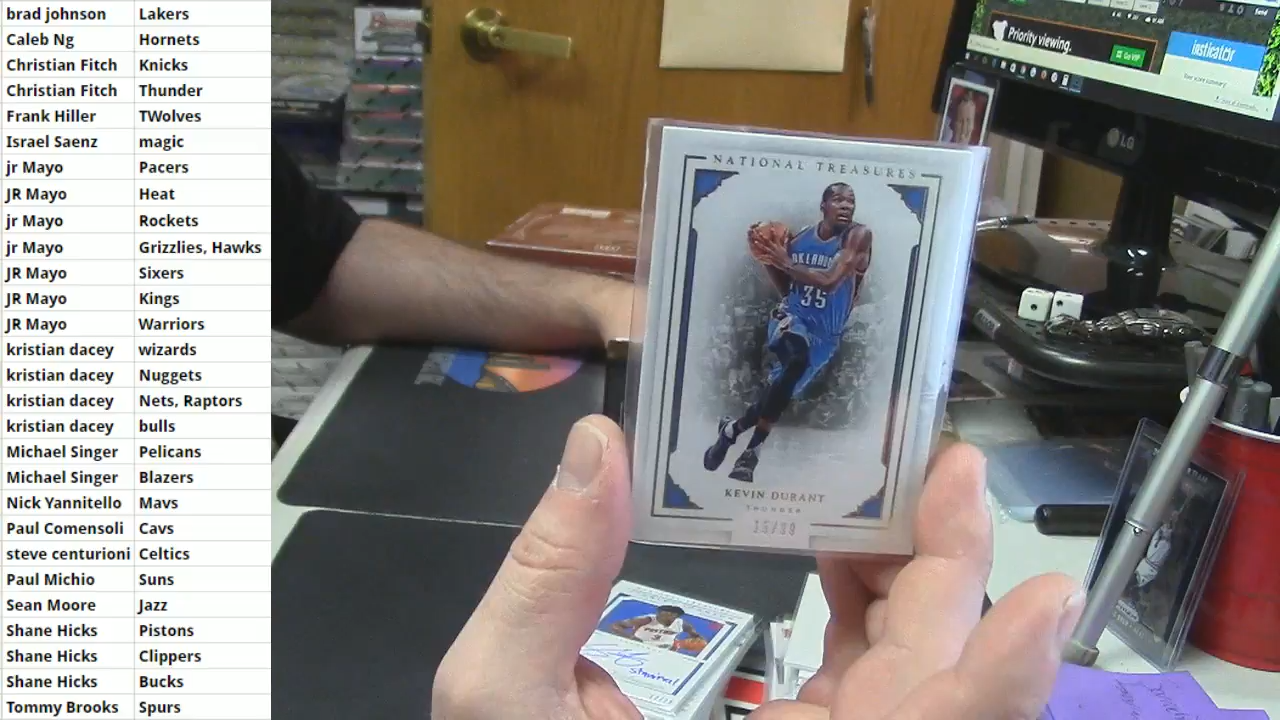 brad johnson Lakers
Caleb Ng Hornets
Christian Fitch Knicks
Christian Fitch Thunder
Frank Hiller TWolves
Israel Saenz magic
jr Mayo Pacers
JR Mayo Heat
jr Mayo Rockets
jr Mayo Grizzlies, Hawks
JR Mayo Sixers
JR Mayo Kings
JR Mayo Warriors
kristian dacey wizards
kristian dacey Nuggets
kristian dacey Nets, Raptors
kristian dacey bulls
Michael Singer Pelicans
Michael Singer Blazers
Nick Yannitello Mavs
Paul Comensoli Cavs
steve centurioni Celtics
Paul Michio Suns
Sean Moore Jazz
Shane Hicks Pistons
Shane Hicks Clippers
Shane Hicks Bucks
Tommy Brooks Spurs
NATIONAL TREASURES
35
KEVIN DURANT
THUNDER
Priority viewing.
Go VIP
insticator
LG